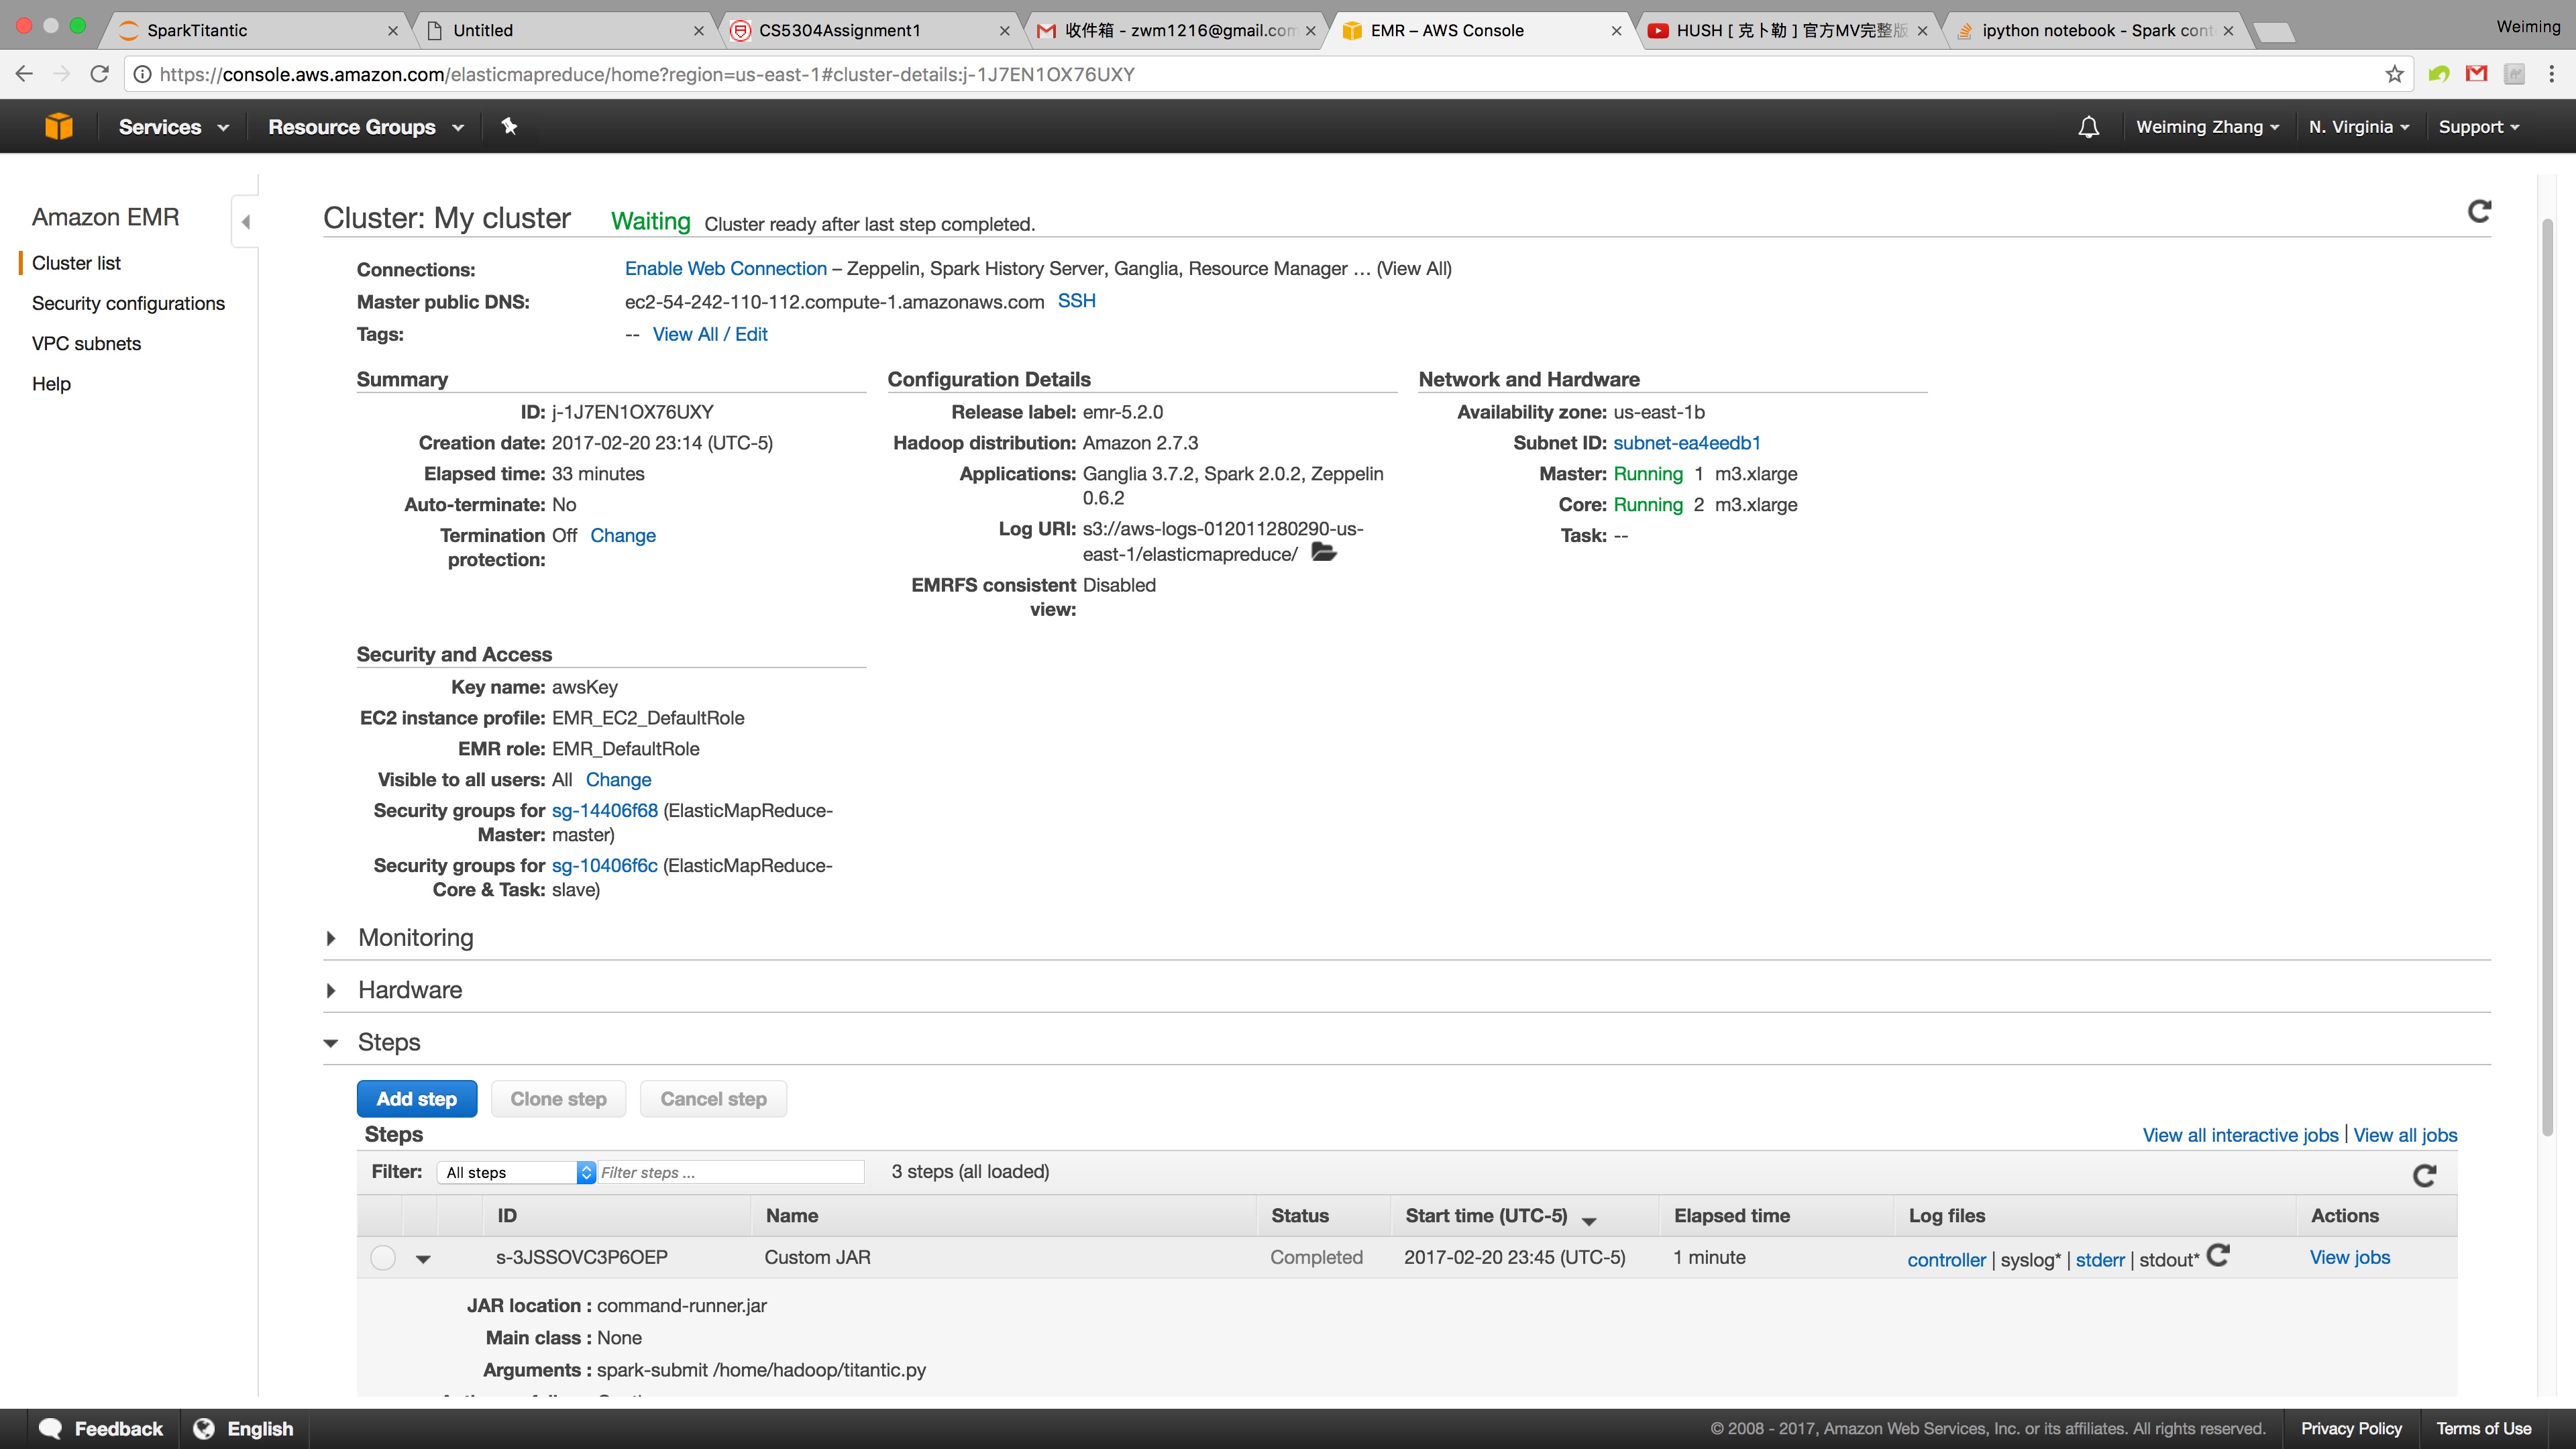 SparkTitantic
Untitled
CS5304Assignment1
收件箱 - zwm1216@gmail.com
EMR – AWS Console
HUSH [ 克卜勒 ] 官方MV完整版
ipython notebook - Spark cont
Weiming
https://console.aws.amazon.com/elasticmapreduce/home?region=us-east-1#cluster-details:j-1J7EN1OX76UXY
Services
Resource Groups
Weiming Zhang
N. Virginia
Support
Amazon EMR
Cluster list
Security configurations
VPC subnets
Help
Cluster: My cluster Waiting Cluster ready after last step completed.
Connections: Enable Web Connection – Zeppelin, Spark History Server, Ganglia, Resource Manager … (View All)
Master public DNS: ec2-54-242-110-112.compute-1.amazonaws.com SSH
Tags: -- View All / Edit
Summary
ID: j-1J7EN1OX76UXY
Creation date: 2017-02-20 23:14 (UTC-5)
Elapsed time: 33 minutes
Auto-terminate: No
Termination Off Change
protection:
Configuration Details
Release label: emr-5.2.0
Hadoop distribution: Amazon 2.7.3
Applications: Ganglia 3.7.2, Spark 2.0.2, Zeppelin
0.6.2
Log URI: s3://aws-logs-012011280290-us-
east-1/elasticmapreduce/
EMRFS consistent Disabled
view:
Network and Hardware
Availability zone: us-east-1b
Subnet ID: subnet-ea4eedb1
Master: Running 1 m3.xlarge
Core: Running 2 m3.xlarge
Task: --
Security and Access
Key name: awsKey
EC2 instance profile: EMR_EC2_DefaultRole
EMR role: EMR_DefaultRole
Visible to all users: All Change
Security groups for sg-14406f68 (ElasticMapReduce-
Master: master)
Security groups for sg-10406f6c (ElasticMapReduce-
Core & Task: slave)
Monitoring
Hardware
Steps
Add step
Clone step
Cancel step
Steps
View all interactive jobs | View all jobs
Filter: All steps Filter steps ... 3 steps (all loaded)
ID Name Status Start time (UTC-5) Elapsed time Log files Actions
s-3JSSOVC3P6OEP Custom JAR Completed 2017-02-20 23:45 (UTC-5) 1 minute controller | syslog* | stderr | stdout* View jobs
JAR location : command-runner.jar
Main class : None
Arguments : spark-submit /home/hadoop/titantic.py
Feedback
English
© 2008 - 2017, Amazon Web Services, Inc. or its affiliates. All rights reserved.
Privacy Policy
Terms of Use